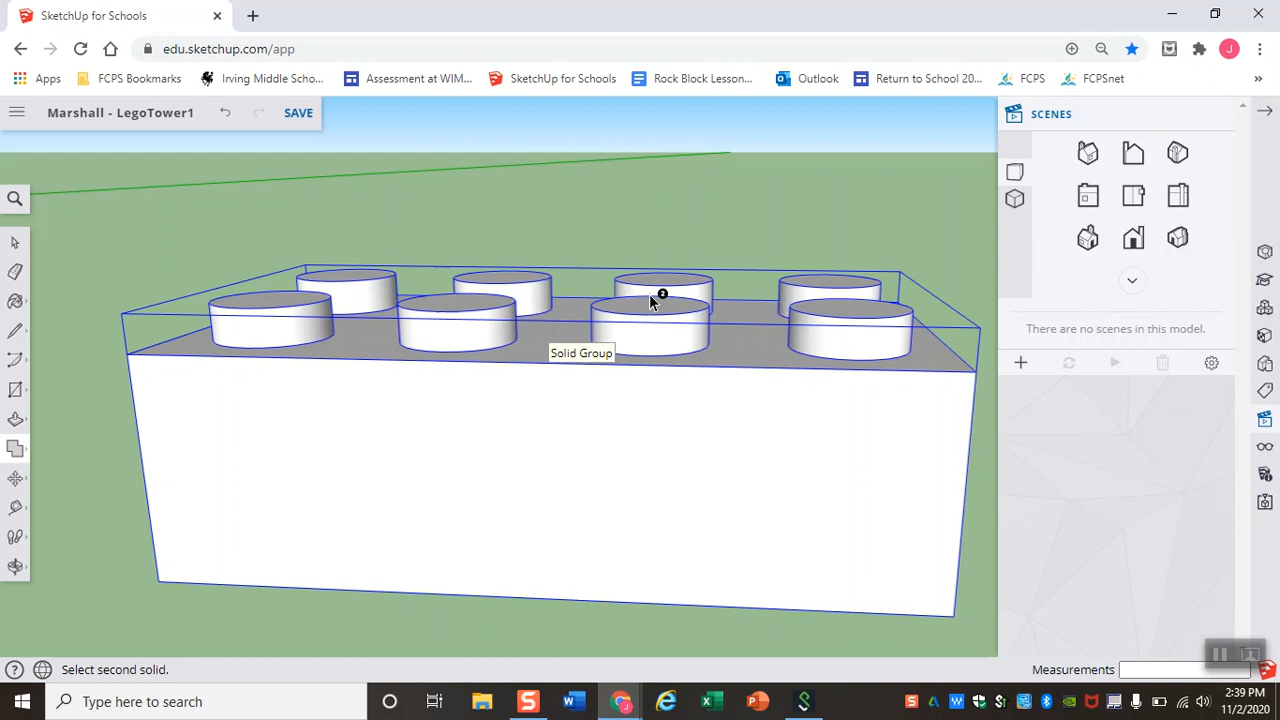 SketchUp for Schools
edu.sketchup.com/app
J
Apps
FCPS Bookmarks
Irving Middle Scho...
Assessment at WIM...
SketchUp for Schools
Rock Block Lesson...
Outlook
Return to School 20...
FCPS
FCPSnet
»
Marshall - LegoTower1
SAVE
SCENES
2
Solid Group
There are no scenes in this model.
Select second solid.
Measurements
Type here to search
2:39 PM
11/2/2020